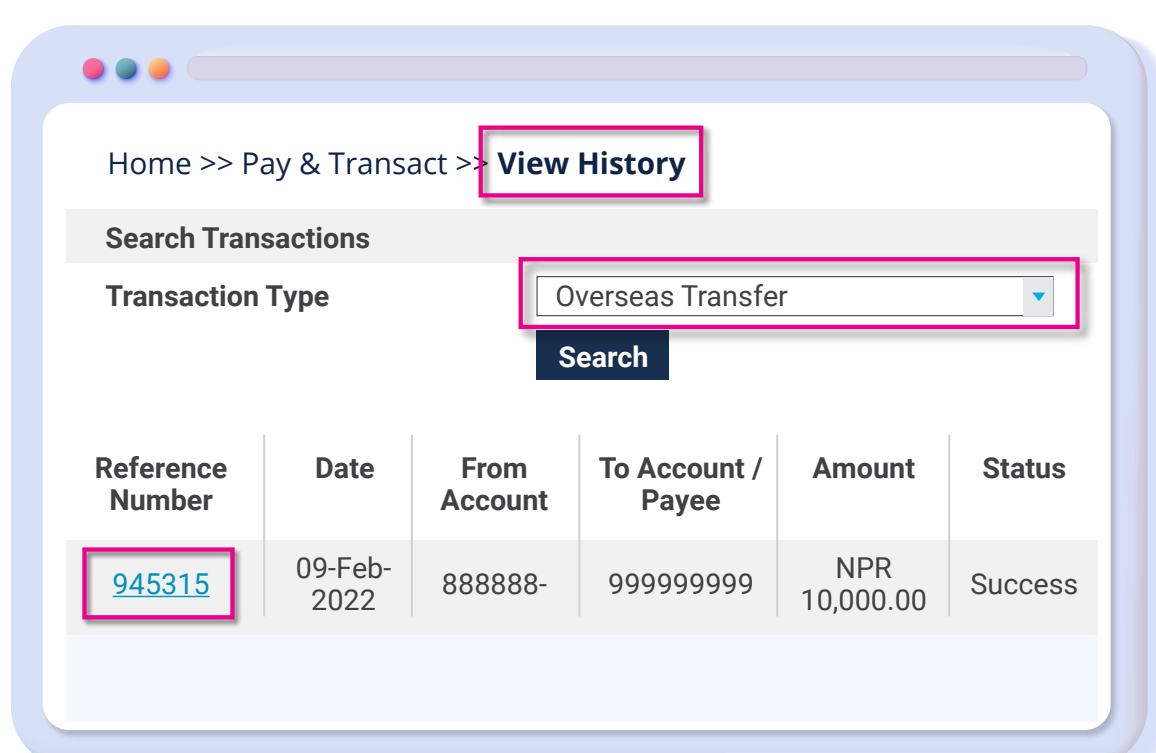 Home >> Pay & Transact >> View History
Search Transactions
Transaction Type Overseas Transfer
Search
Reference Number Date From Account To Account / Payee Amount Status
945315 09-Feb-2022 888888- 999999999 NPR 10,000.00 Success